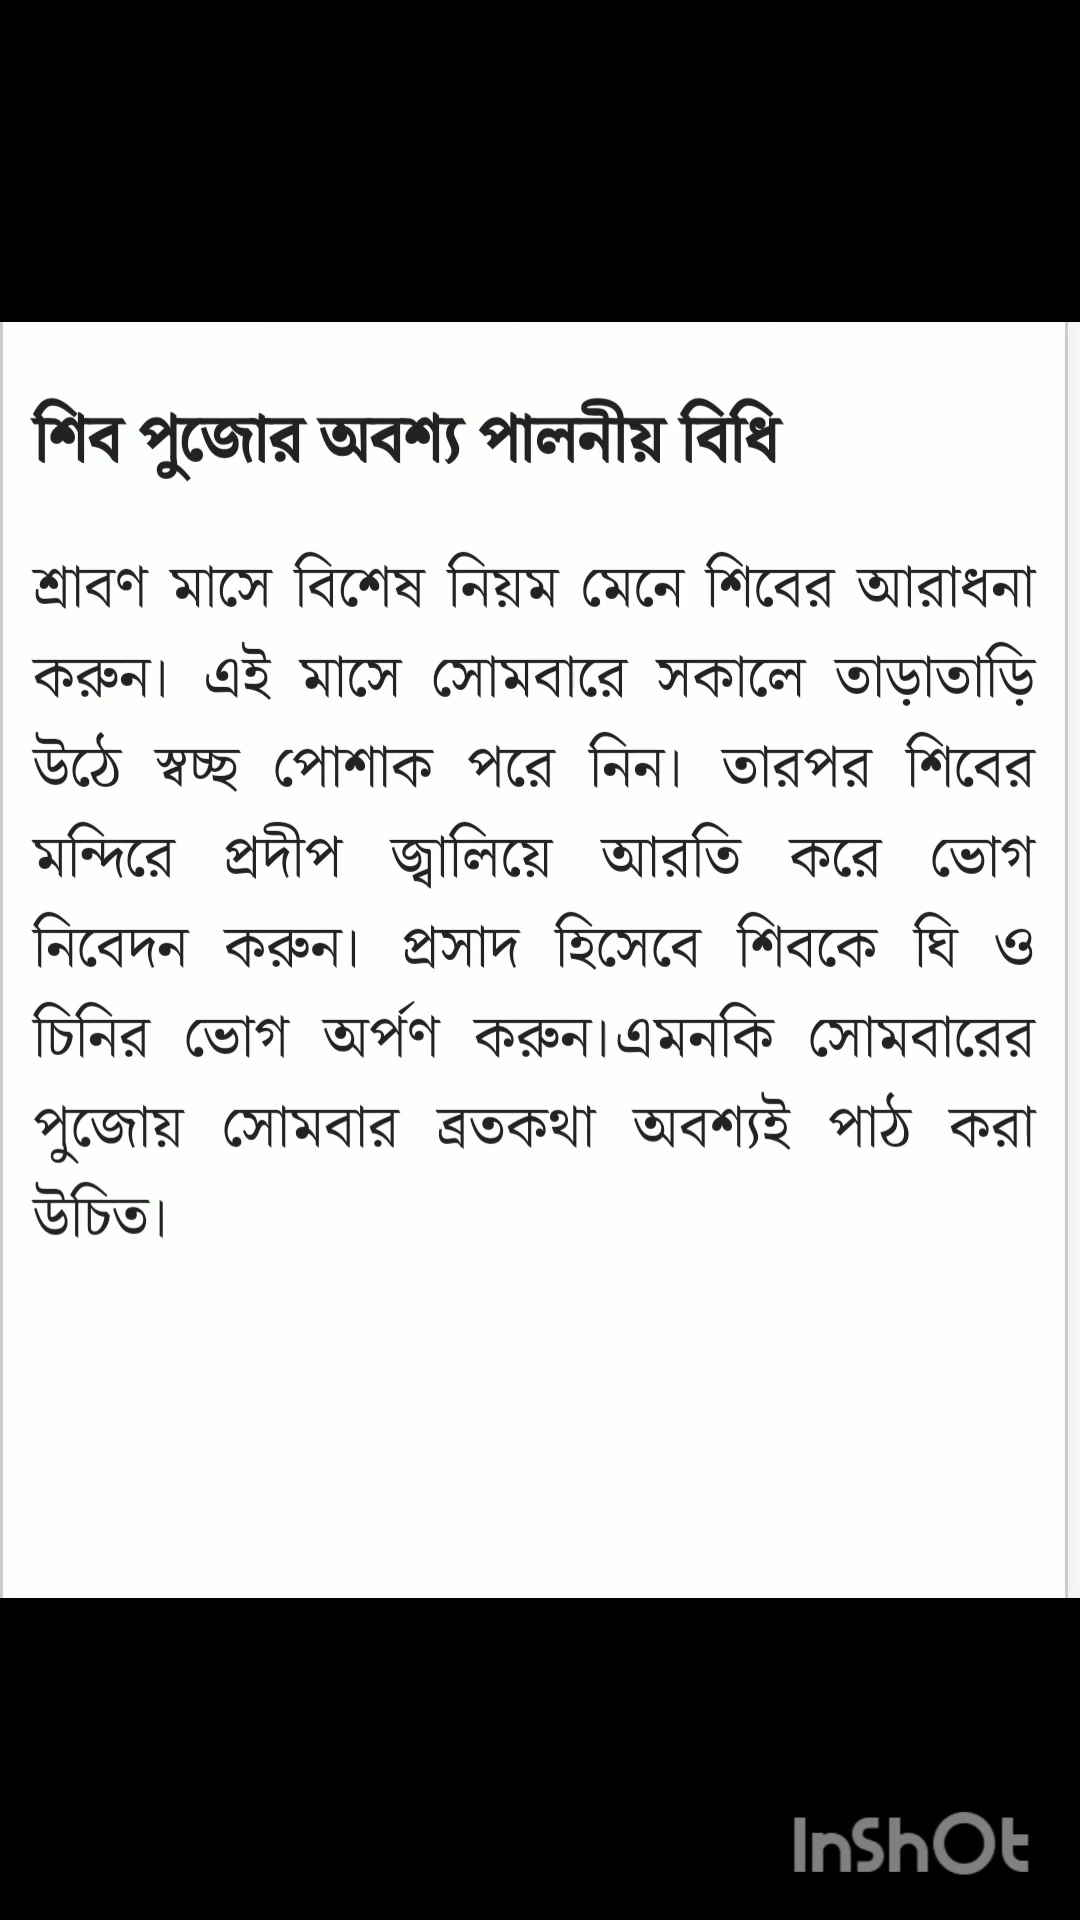 শিব পুজোর অবশ্য পালনীয় বিধি
শ্রাবণ মাসে বিশেষ নিয়ম মেনে শিবের আরাধনা
করুন। এই মাসে সোমবারে সকালে তাড়াতাড়ি
উঠে স্বচ্ছ পোশাক পরে নিন। তারপর শিবের
মন্দিরে প্রদীপ জ্বালিয়ে আরতি করে ভোগ
নিবেদন করুন। প্রসাদ হিসেবে শিবকে ঘি ও
চিনির ভোগ অর্পণ করুন।এমনকি সোমবারের
পুজোয় সোমবার ব্রতকথা অবশ্যই পাঠ করা
উচিত।
InShOt